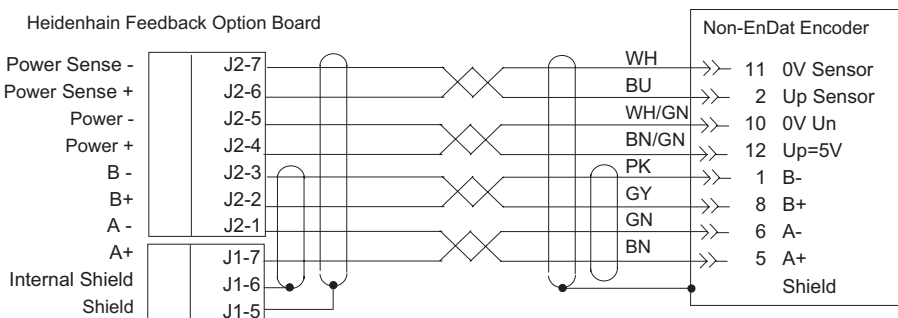 Heidenhain Feedback Option Board
Non-EnDat Encoder
Power Sense - J2-7 WH 11 0V Sensor
Power Sense + J2-6 BU 2 Up Sensor
Power - J2-5 WH/GN 10 0V Un
Power + J2-4 BN/GN 12 Up=5V
B - J2-3 PK 1 B-
B+ J2-2 GY 8 B+
A - J2-1 GN 6 A-
A+ J1-7 BN 5 A+
Internal Shield J1-6 Shield
Shield J1-5